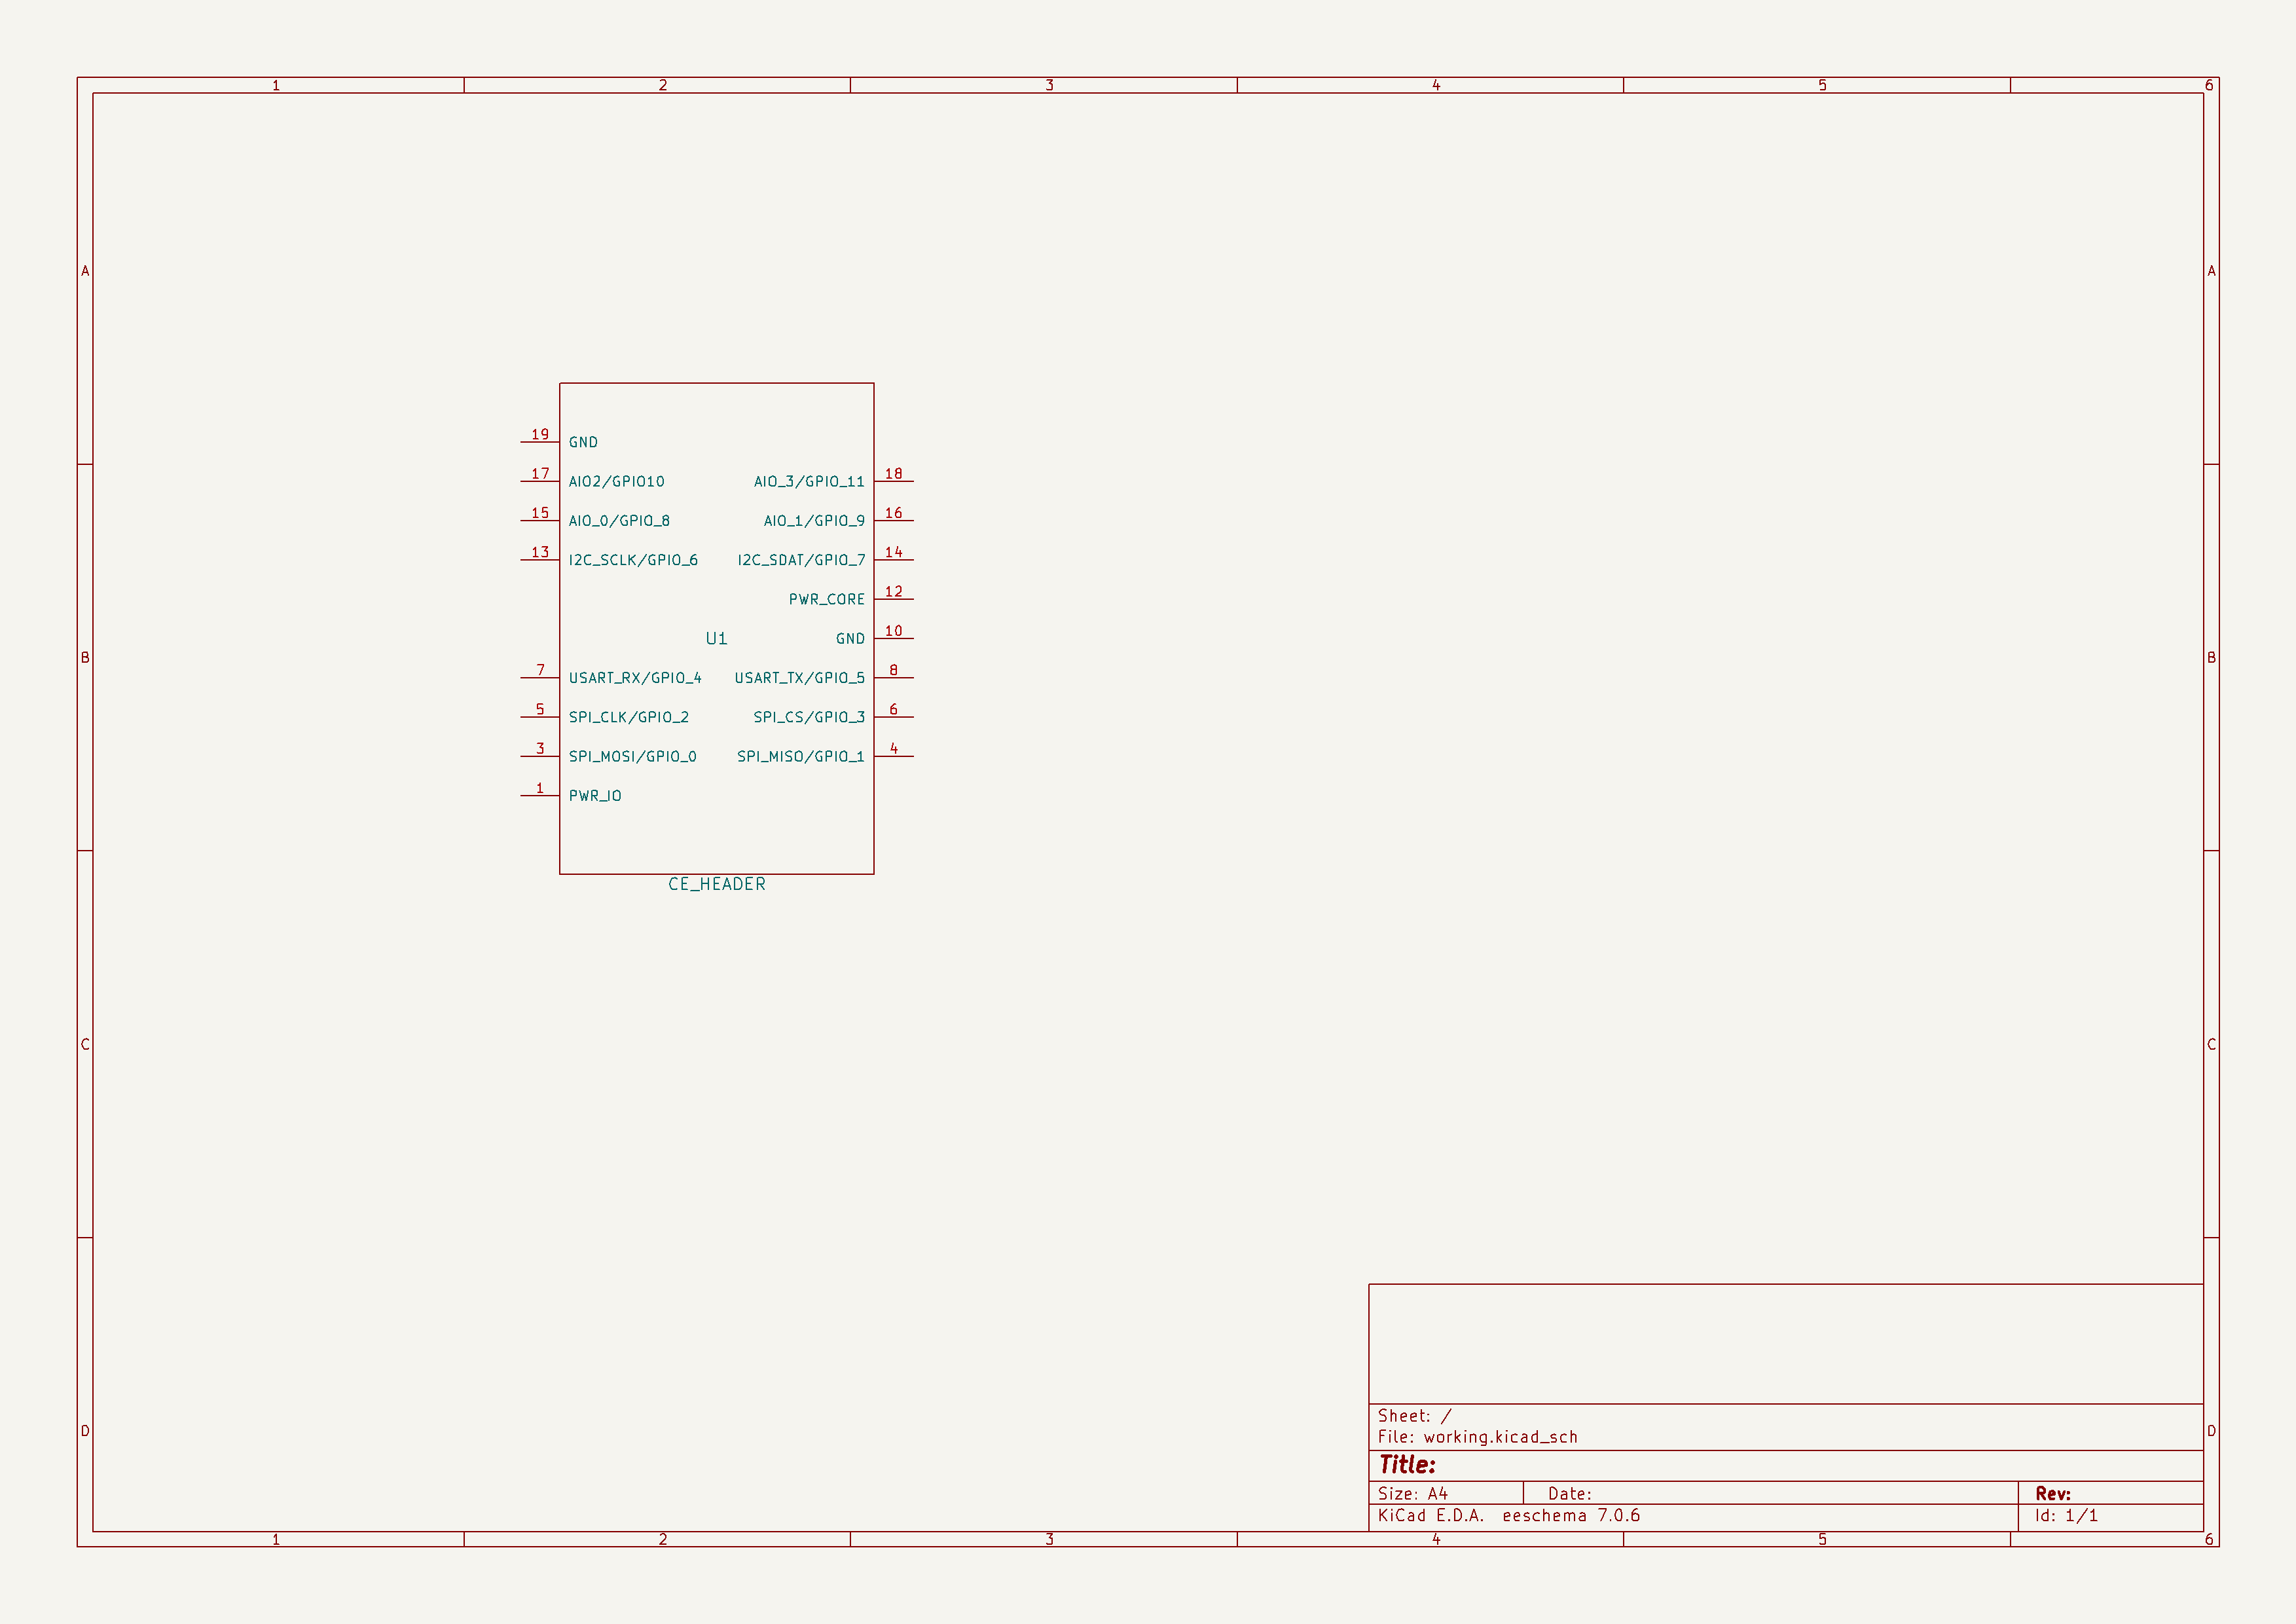 1 2 3 4 5 6
A A
19 GND
17 AIO2/GPIO10 AIO_3/GPIO_11 18
15 AIO_0/GPIO_8 AIO_1/GPIO_9 16
13 I2C_SCLK/GPIO_6 I2C_SDAT/GPIO_7 14
PWR_CORE 12
U1 GND 10
B B
7 USART_RX/GPIO_4 USART_TX/GPIO_5 8
5 SPI_CLK/GPIO_2 SPI_CS/GPIO_3 6
3 SPI_MOSI/GPIO_0 SPI_MISO/GPIO_1 4
1 PWR_IO
CE_HEADER
C C
Sheet: /
D D
File: working.kicad_sch
Title:
Size: A4 Date: Rev:
KiCad E.D.A. eeschema 7.0.6 Id: 1/1
1 2 3 4 5 6